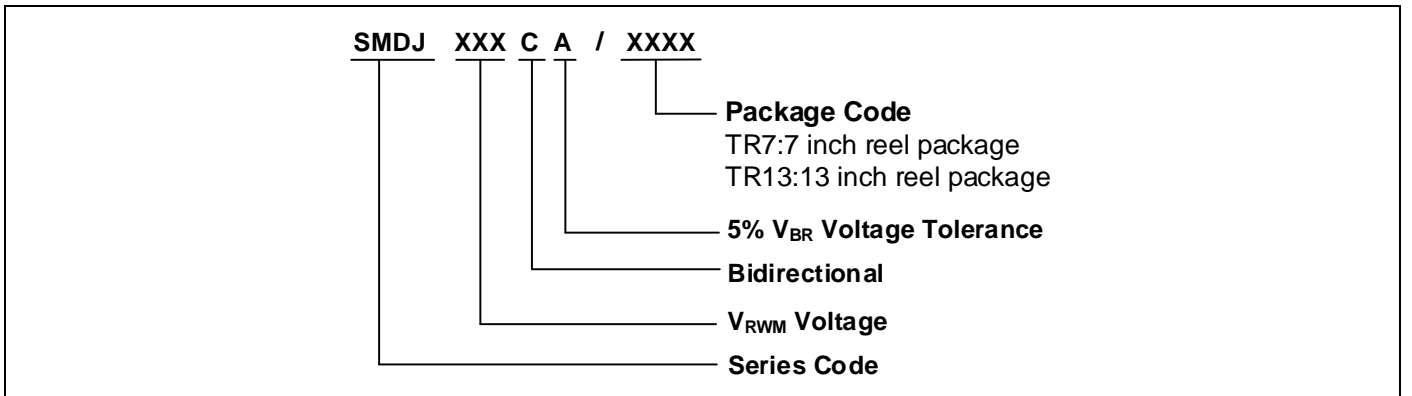 SMDJ XXX C A / XXXX
Package Code
TR7:7 inch reel package
TR13:13 inch reel package
5% VBR Voltage Tolerance
Bidirectional
VRWM Voltage
Series Code